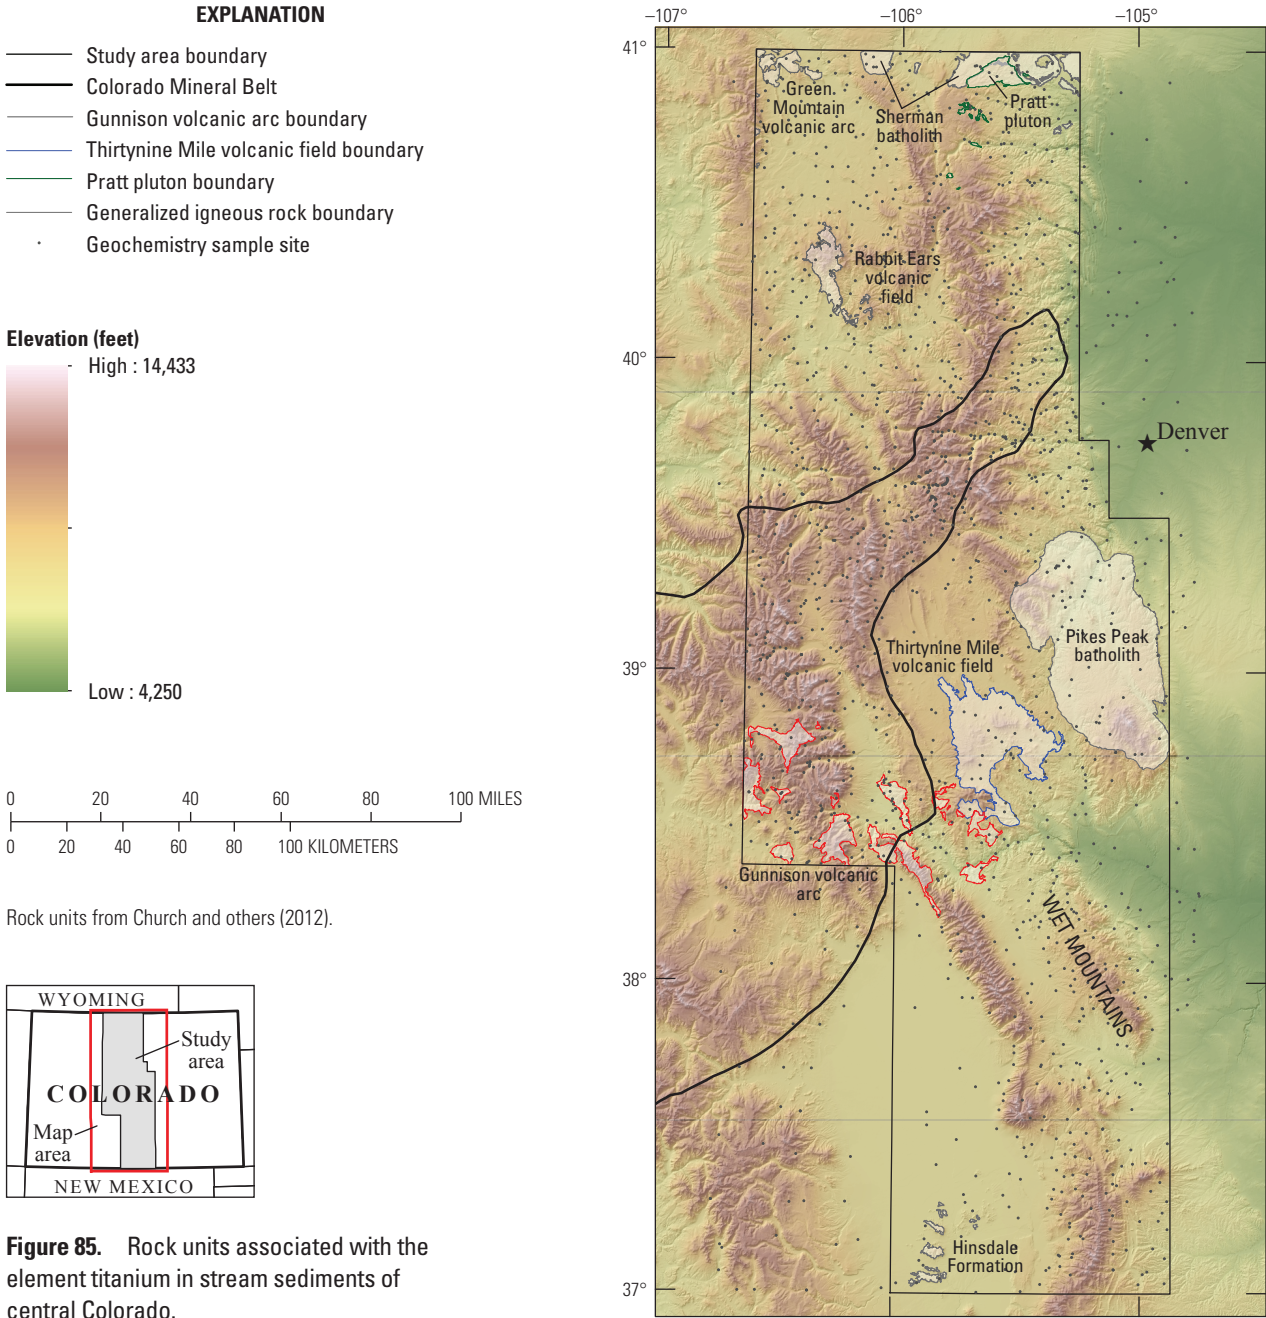 EXPLANATION
Study area boundary
Colorado Mineral Belt
Gunnison volcanic arc boundary
Thirtynine Mile volcanic field boundary
Pratt pluton boundary
Generalized igneous rock boundary
Geochemistry sample site
Elevation (feet)
High : 14,433
Low : 4,250
0 20 40 60 80 100 MILES
0 20 40 60 80 100 KILOMETERS
Rock units from Church and others (2012).
WYOMING
Study
area
COLORADO
Map
area
NEW MEXICO
Figure 85. Rock units associated with the
element titanium in stream sediments of
central Colorado.
–107° –106° –105°
41°
40°
39°
38°
37°
Green
Mountain
volcanic arc
Sherman
batholith
Pratt
pluton
Rabbit Ears
volcanic
field
Denver
Pikes Peak
batholith
Thirtynine Mile
volcanic field
Gunnison volcanic
arc
WET MOUNTAINS
Hinsdale
Formation